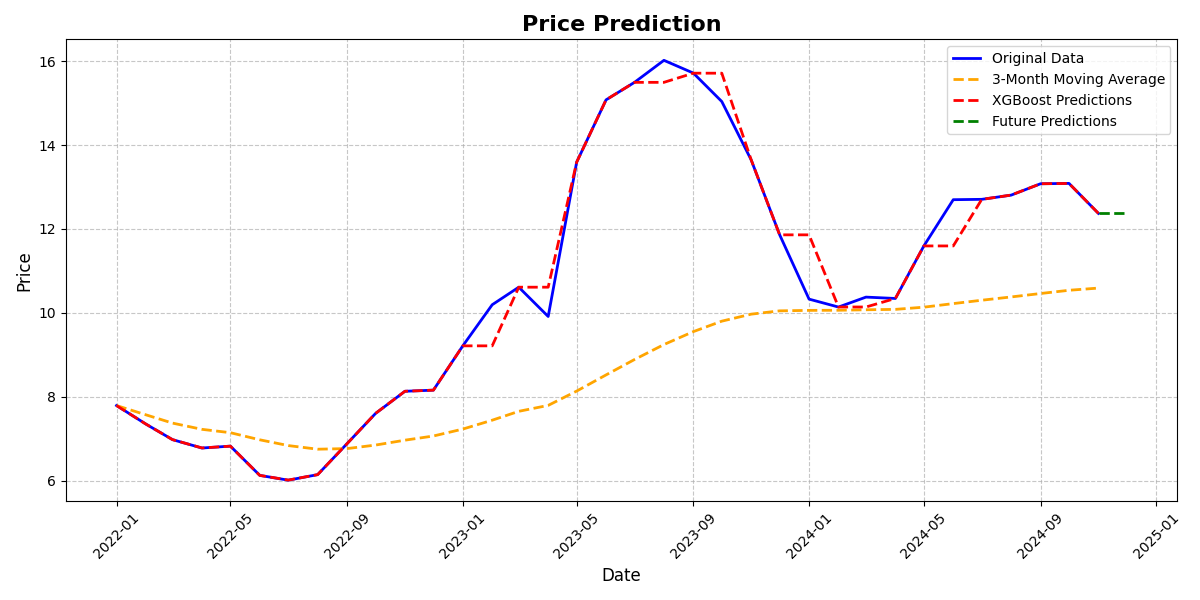 Price Prediction
Original Data
3-Month Moving Average
XGBoost Predictions
Future Predictions
Price
16
14
12
10
8
6
2022-01
2022-05
2022-09
2023-01
2023-05
2023-09
2024-01
2024-05
2024-09
2025-01
Date